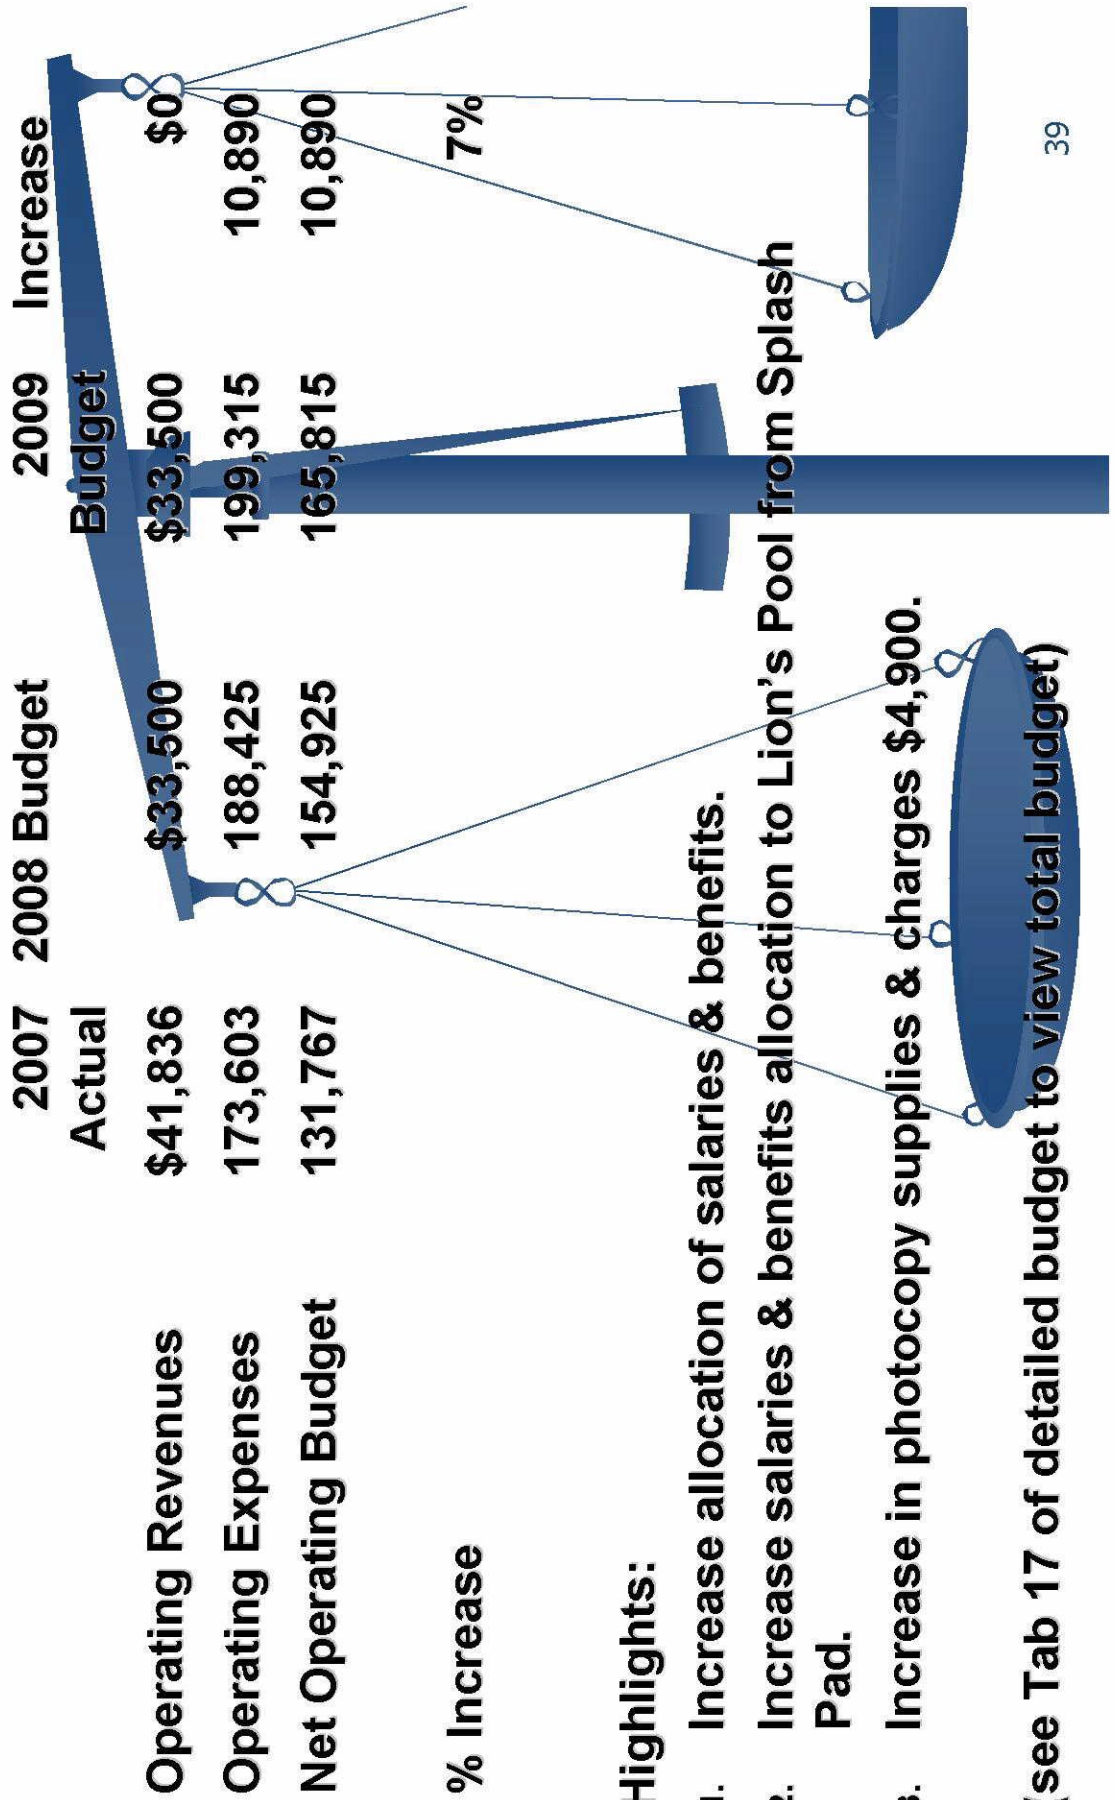 2007 2008 Budget 2009 Increase
Actual Budget
Operating Revenues $41,836 $33,500 $33,500 $0
Operating Expenses 173,603 188,425 199,315 10,890
Net Operating Budget 131,767 154,925 165,815 10,890
% Increase 7%
Highlights:
1. Increase allocation of salaries & benefits.
2. Increase salaries & benefits allocation to Lion's Pool from Splash
Pad.
3. Increase in photocopy supplies & charges $4,900.
(see Tab 17 of detailed budget to view total budget)
39